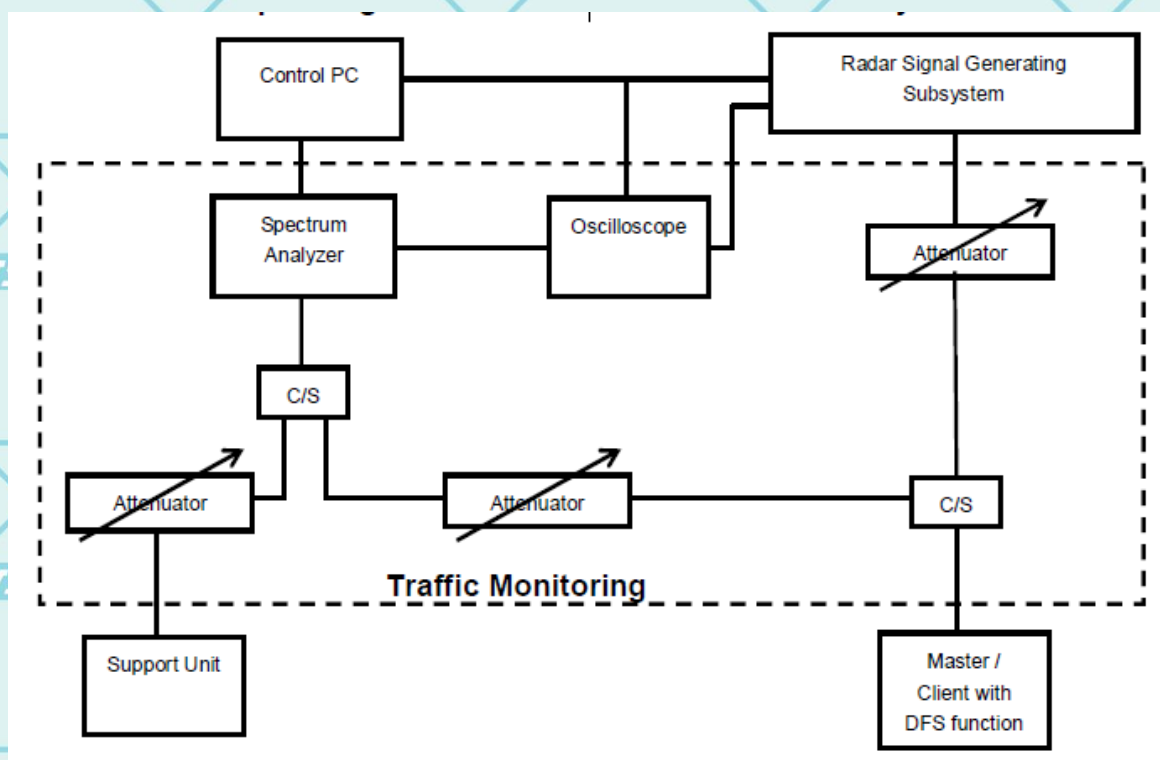 Control PC
Radar Signal Generating
Subsystem
Spectrum
Analyzer
Oscilloscope
Attenuator
C/S
Attenuator
Attenuator
C/S
Traffic Monitoring
Support Unit
Master /
Client with
DFS function